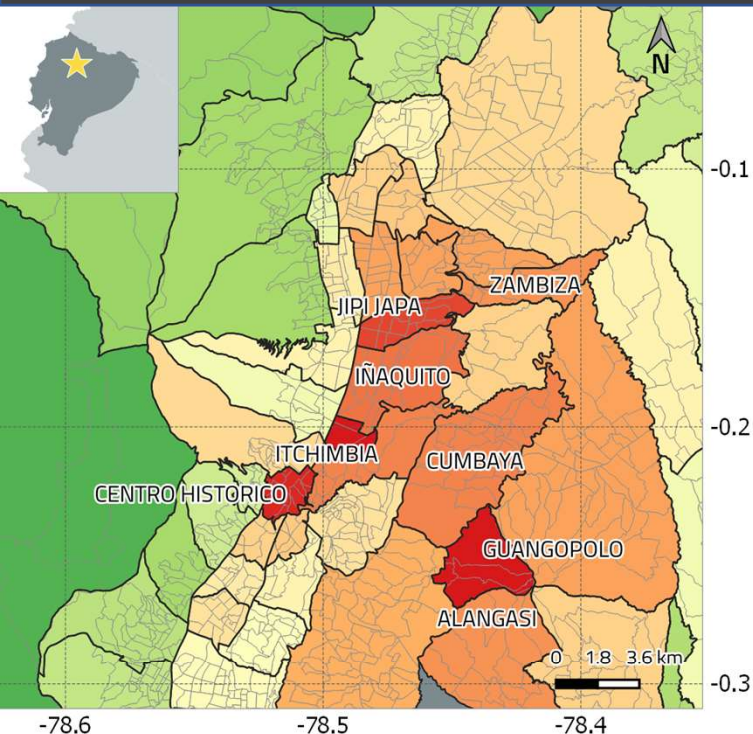 N
-0.1
ZAMBIZA
JIPI JAPA
IÑAQUITO
-0.2
ITCHIMBIA
CUMBAYA
CENTRO HISTORICO
GUANGOPOLO
ALANGASI
0 1.8 3.6 km
-0.3
-78.6 -78.5 -78.4